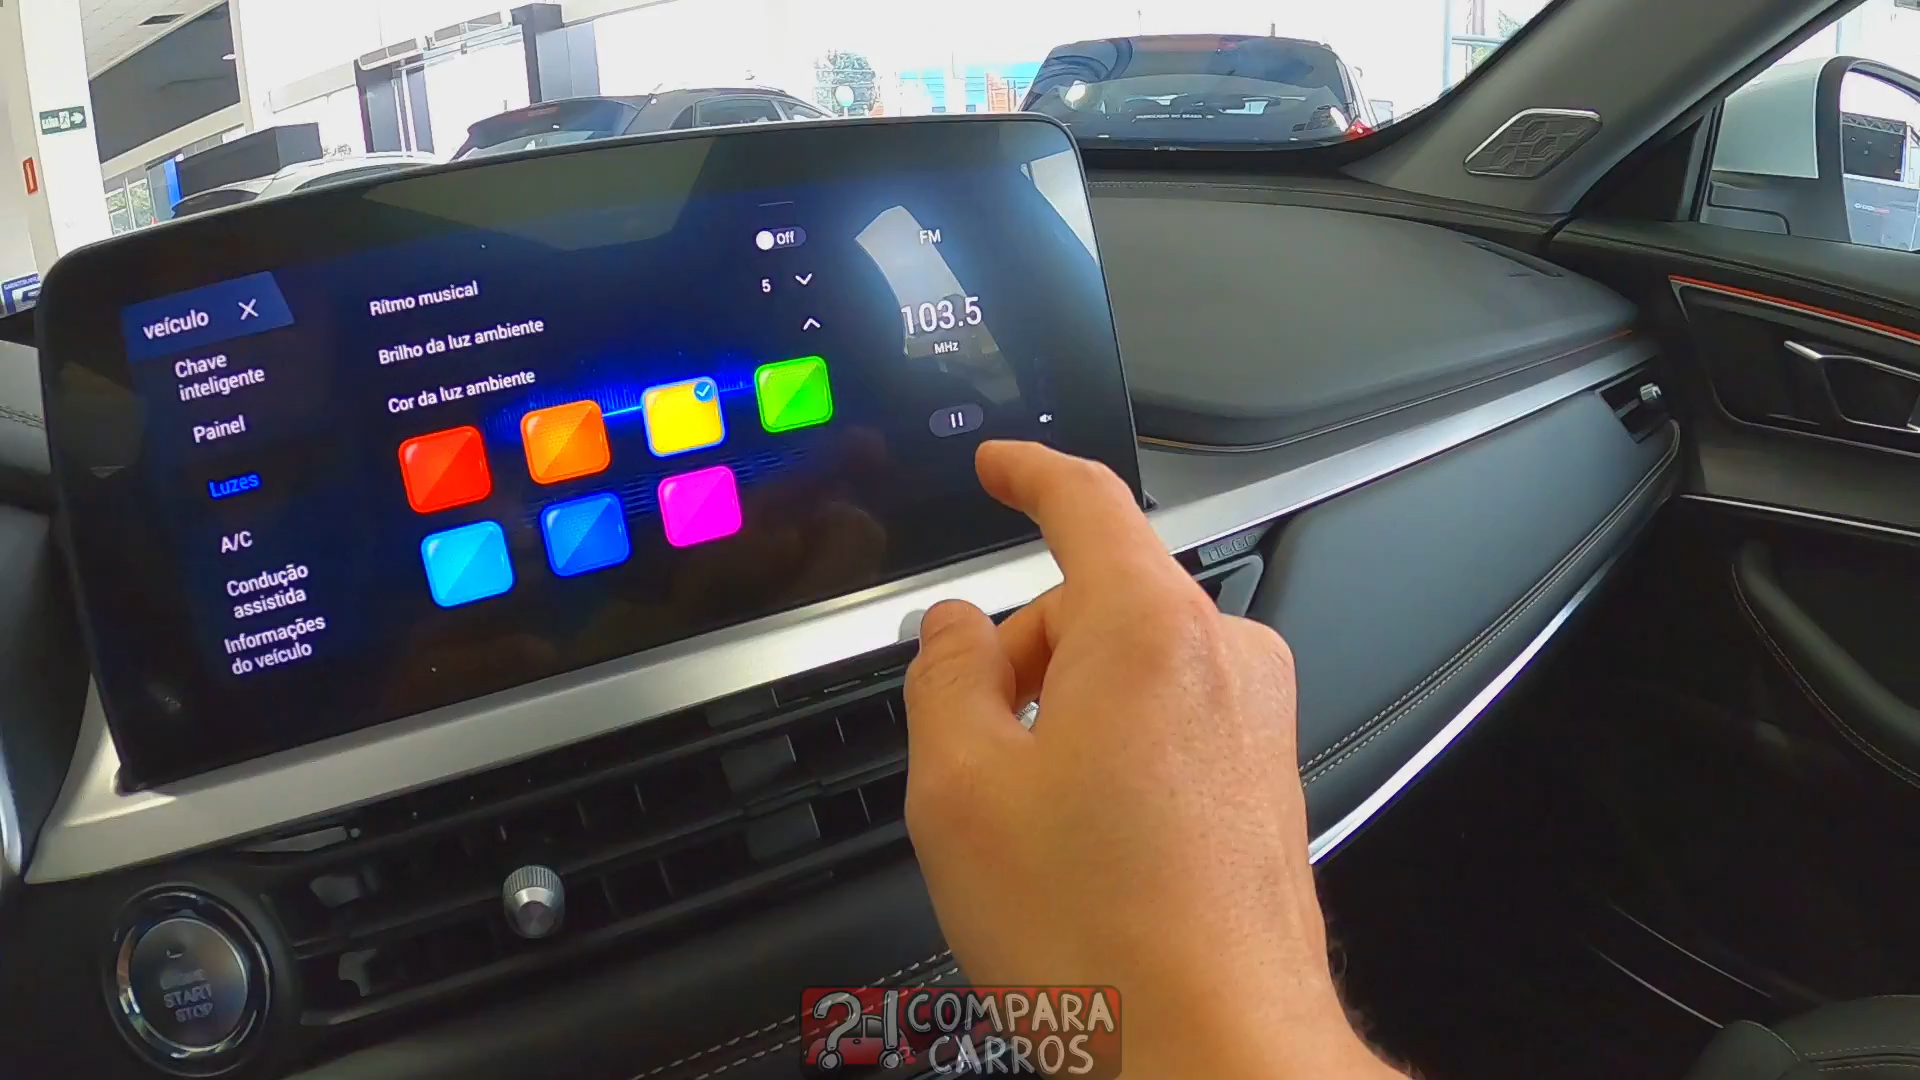 veículo
Chave
inteligente
Painel
Luzes
A/C
Condução
assistida
Informações
do veículo
Ritmo musical
Off
Brilho da luz ambiente
5
Cor da luz ambiente
FM
103.5
MHz
TIGGO
START
STOP
COMPARA
CARROS